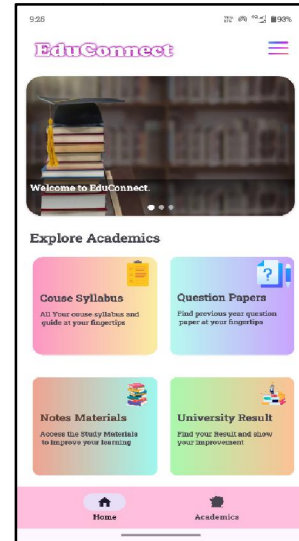 9:26
93%
EduConnect
Welcome to EduConnect.
Explore Academics
Couse Syllabus
All Your couse syllabus and
guide at your fingertips
Question Papers
Find previous year question
paper at your fingertips
Notes Materials
Access the Study Materials
to improve your learning
University Result
Find your Result and show
your improvement
Home
Academics